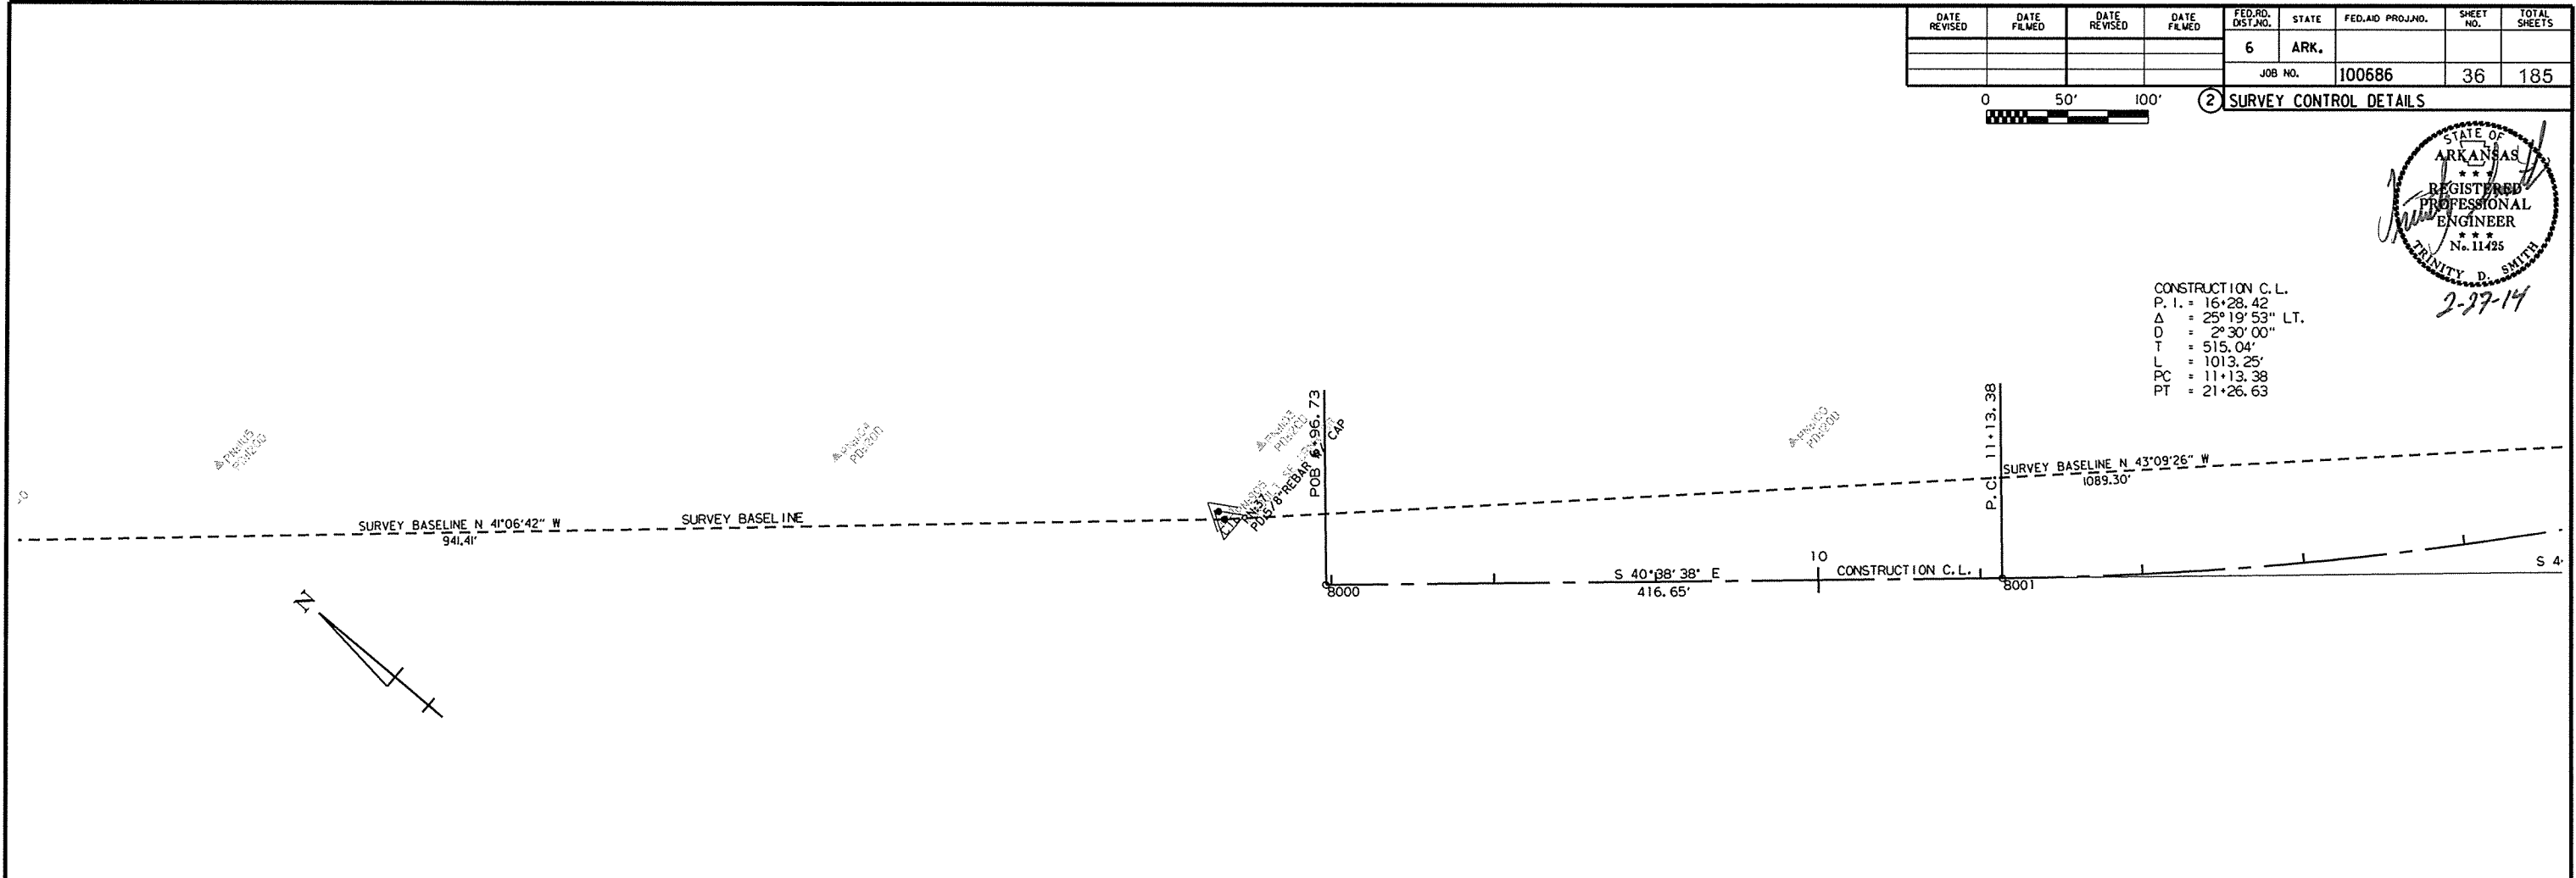 DATE REVISED DATE FILMED DATE REVISED DATE FILMED FED.RD. DIST.NO. STATE FED.AID PROJ.NO. SHEET NO. TOTAL SHEETS
6 ARK.
JOB NO. 100686 36 185
0 50' 100'
2 SURVEY CONTROL DETAILS
STATE OF
ARKANSAS
★ ★ ★
REGISTERED
PROFESSIONAL
ENGINEER
★ ★ ★
No. 11425
TRINITY D. SMITH
2-27-14
CONSTRUCTION C.L.
P.I. = 16+28.42
Δ = 25°19'53" LT.
D = 2°30'00"
T = 515.04'
L = 1013.25'
PC = 11+13.38
PT = 21+26.63
POB 6+96.73
P.C. 11+13.38
PD:5/8"REBAR W/ CAP
SURVEY BASELINE N 41°06'42" W
941.41'
SURVEY BASELINE
SURVEY BASELINE N 43°09'26" W
1089.30'
8000
S 40°38'38" E
416.65'
10
CONSTRUCTION C.L.
8001
S 4
N